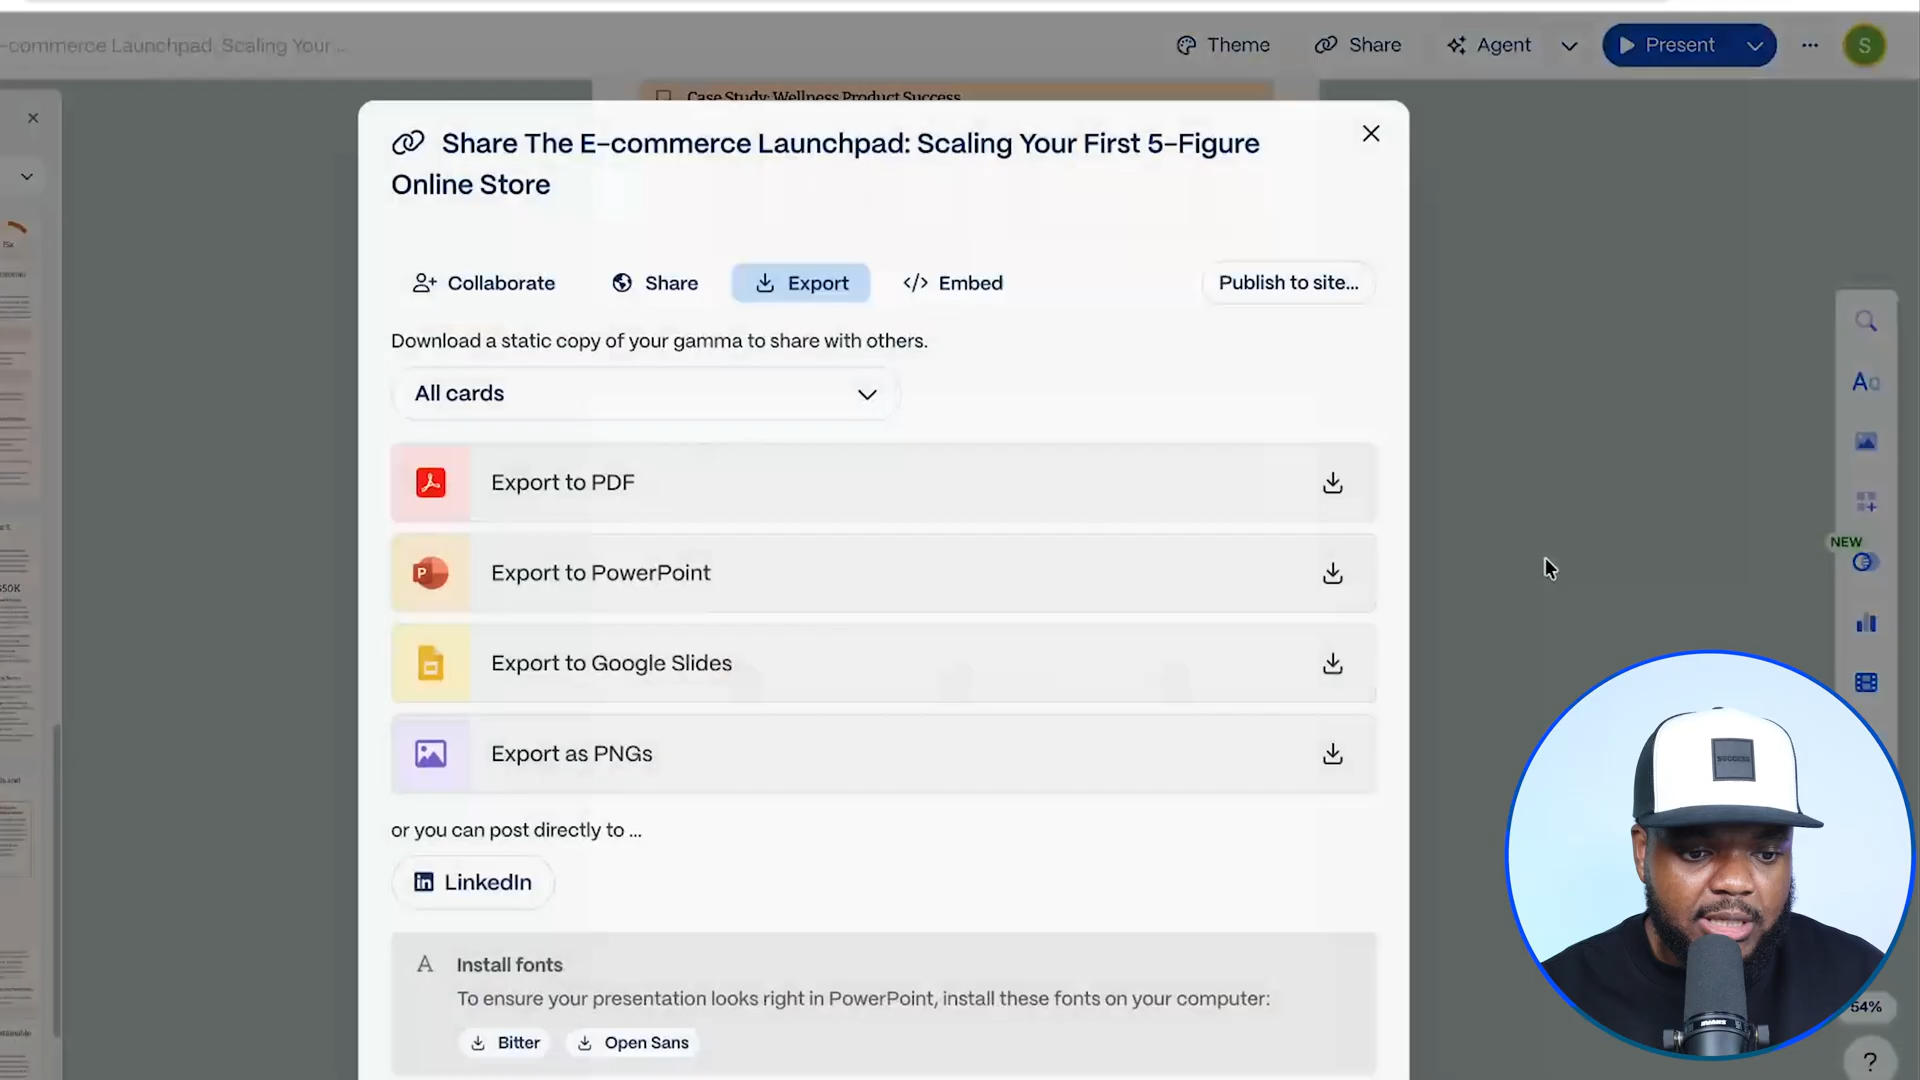 -commerce Launchpad: Scaling Your ...
Theme
Share
Agent
Present
S
Case Study: Wellness Product Success
Share The E-commerce Launchpad: Scaling Your First 5-Figure
Online Store
Collaborate
Share
Export
</> Embed
Publish to site...
Download a static copy of your gamma to share with others.
All cards
Export to PDF
Export to PowerPoint
Export to Google Slides
Export as PNGs
or you can post directly to ...
LinkedIn
A Install fonts
To ensure your presentation looks right in PowerPoint, install these fonts on your computer:
Bitter
Open Sans
NEW
SUCCESS
54%
?